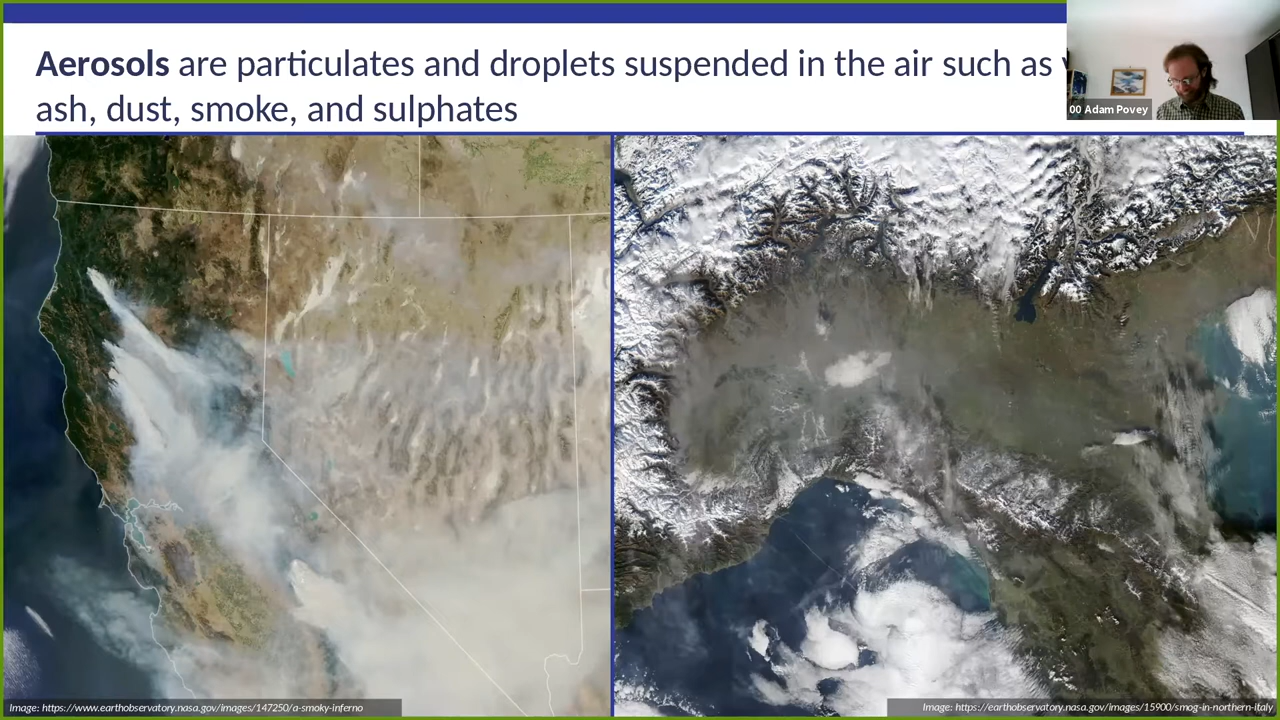 Aerosols are particulates and droplets suspended in the air such as
ash, dust, smoke, and sulphates
00 Adam Povey
Image: https://www.earthobservatory.nasa.gov/images/147250/a-smoky-inferno
Image: https://earthobservatory.nasa.gov/images/15900/smog-in-northern-italy